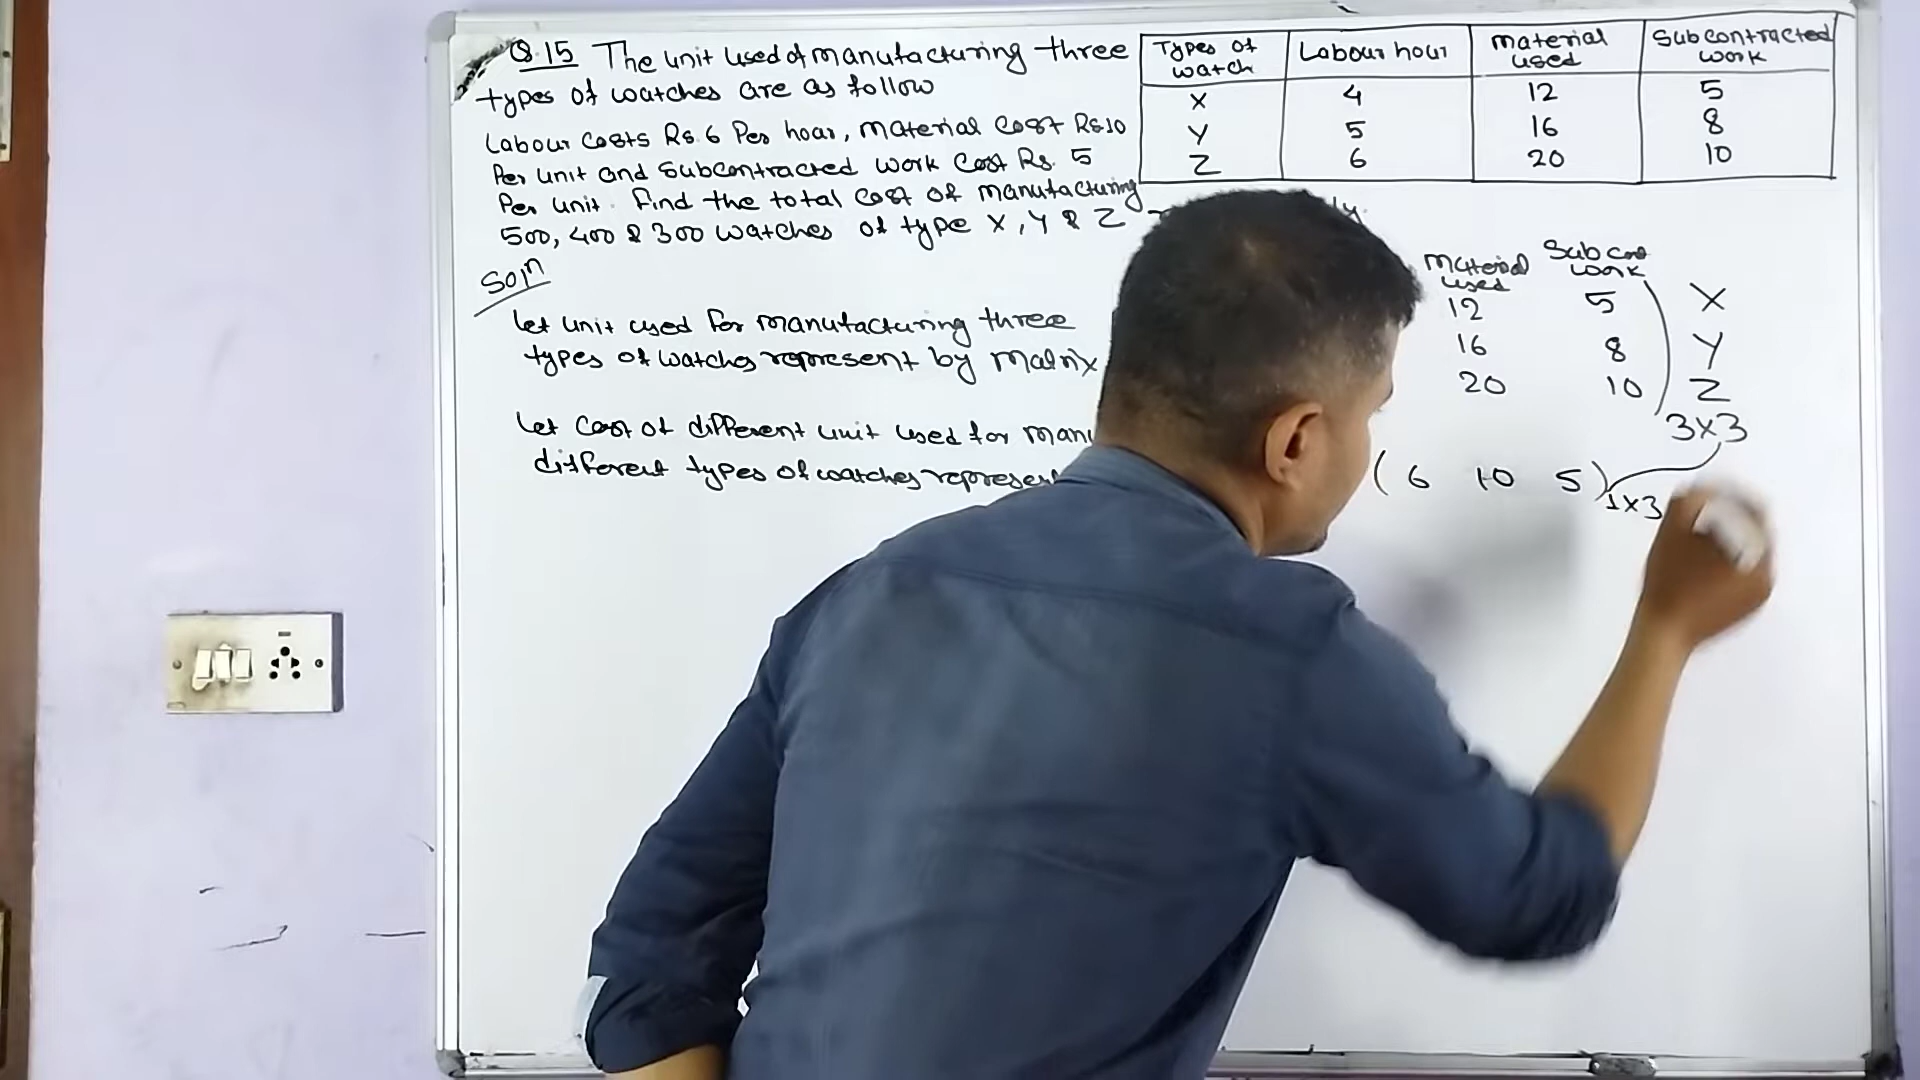 Q.15 The unit used of manufacturing three
types of watches are as follow
Labour costs Rs. 6 Per hour, material cost Rs.10
Per unit and subcontracted work cost Rs. 5
Per unit. Find the total cost of manufacturing
500, 400 & 300 watches of type X, Y & Z
Types of watch Labour hour material used Subcontracted work
X 4 12 5
Y 5 16 8
Z 6 20 10
Soln
Let unit used for manufacturing three
types of watches represent by matrix
material used Sub cont work
12 5 X
16 8 Y
20 10 Z
3x3
Let cost of different unit used for manu
different types of watches represent
( 6 10 5 ) 1x3